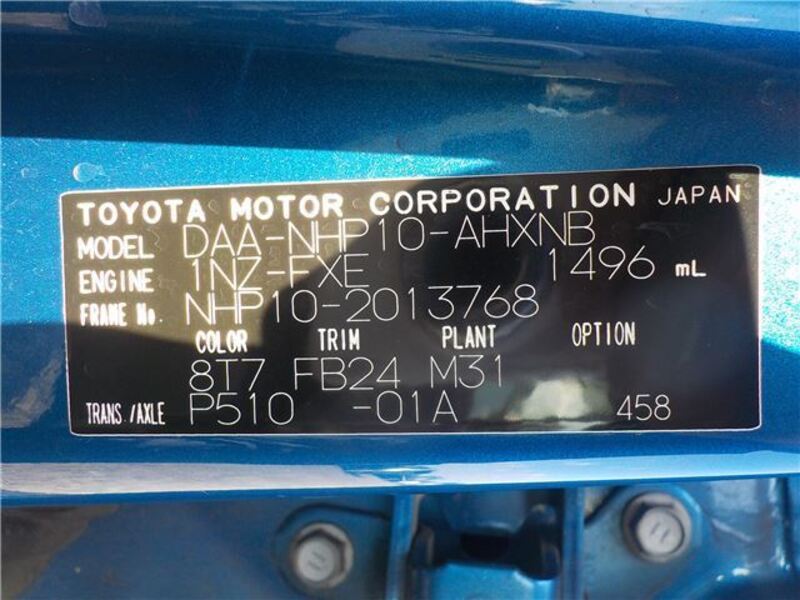 TOYOTA MOTOR CORPORATION JAPAN
MODEL DAA-NHP10-AHXNB
ENGINE 1NZ-FXE 1496 mL
FRAME No. NHP10-2013768
COLOR TRIM PLANT OPTION
8T7 FB24 M31
TRANS./AXLE P510 -01A 458